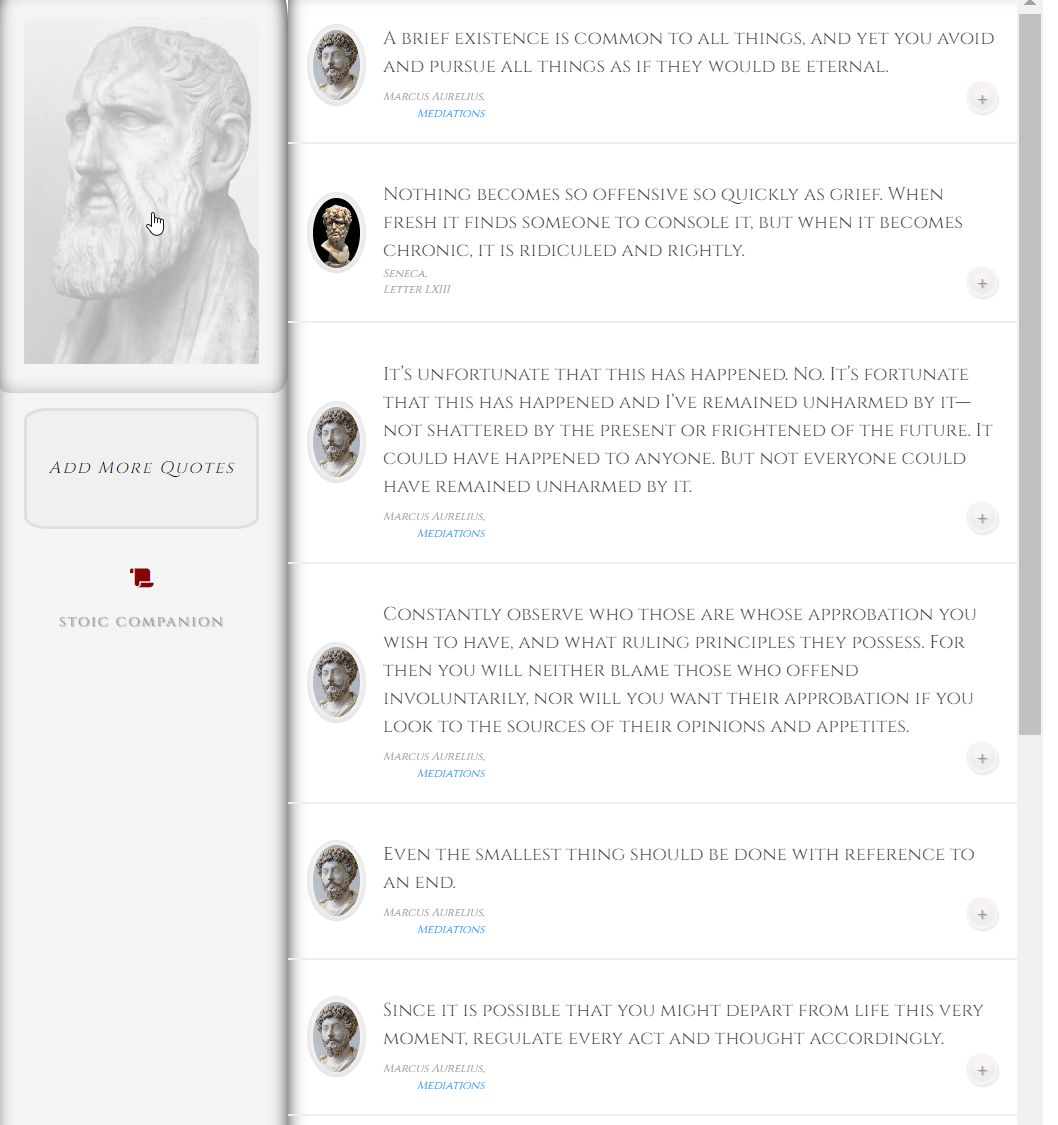 Add More Quotes
STOIC COMPANION
A brief existence is common to all things, and yet you avoid
and pursue all things as if they would be eternal.
Marcus Aurelius,
Mediations
+
Nothing becomes so offensive so quickly as grief. When
fresh it finds someone to console it, but when it becomes
chronic, it is ridiculed and rightly.
Seneca,
Letter LXIII
+
It’s unfortunate that this has happened. No. It’s fortunate
that this has happened and I’ve remained unharmed by it—
not shattered by the present or frightened of the future. It
could have happened to anyone. But not everyone could
have remained unharmed by it.
Marcus Aurelius,
Mediations
+
Constantly observe who those are whose approbation you
wish to have, and what ruling principles they possess. For
then you will neither blame those who offend
involuntarily, nor will you want their approbation if you
look to the sources of their opinions and appetites.
Marcus Aurelius,
Mediations
+
Even the smallest thing should be done with reference to
an end.
Marcus Aurelius,
Mediations
+
Since it is possible that you might depart from life this very
moment, regulate every act and thought accordingly.
Marcus Aurelius,
Mediations
+